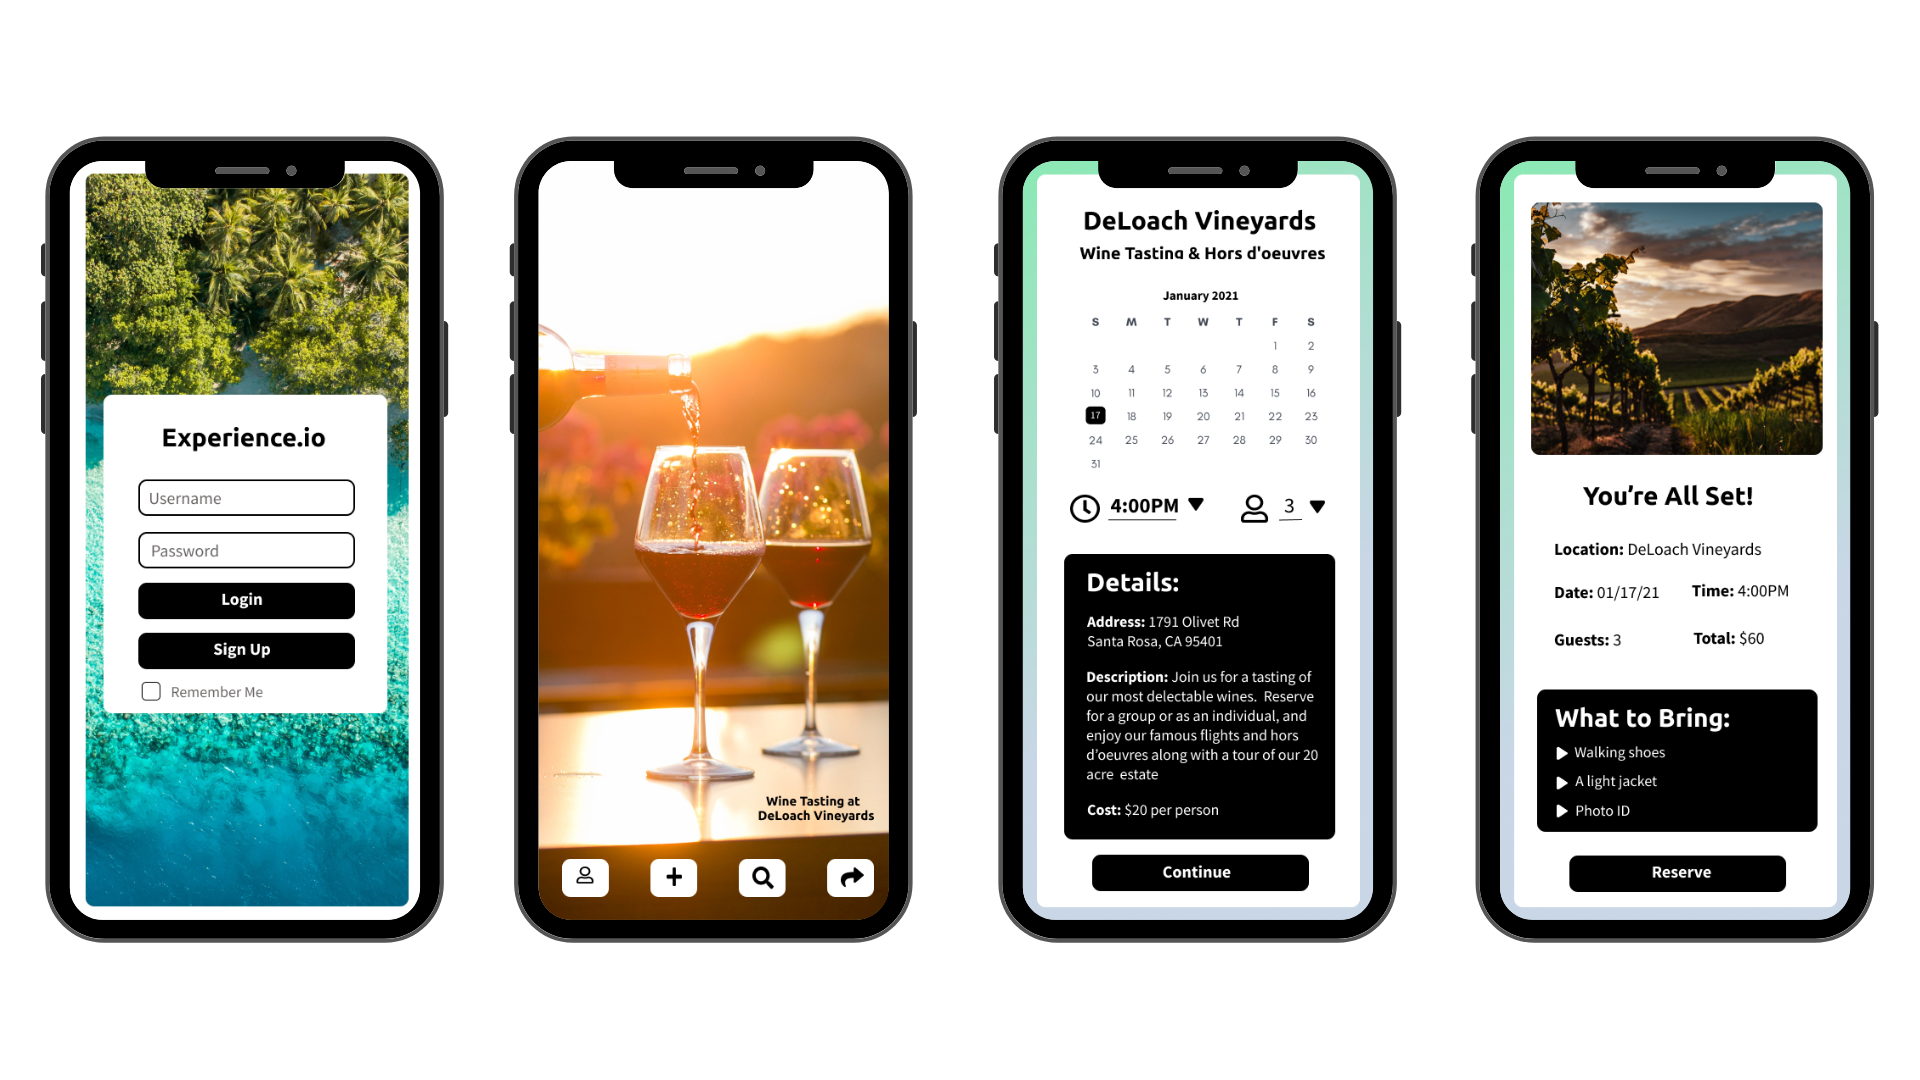 Experience.io
Username
Password
Login
Sign Up
Remember Me
Wine Tasting at
DeLoach Vineyards
DeLoach Vineyards
Wine Tasting & Hors d'oeuvres
January 2021
S M T W T F S
1 2
3 4 5 6 7 8 9
10 11 12 13 14 15 16
17 18 19 20 21 22 23
24 25 26 27 28 29 30
31
4:00PM 3
Details:
Address: 1791 Olivet Rd
Santa Rosa, CA 95401
Description: Join us for a tasting of
our most delectable wines. Reserve
for a group or as an individual, and
enjoy our famous flights and hors
d'oeuvres along with a tour of our 20
acre estate
Cost: $20 per person
Continue
You're All Set!
Location: DeLoach Vineyards
Date: 01/17/21 Time: 4:00PM
Guests: 3 Total: $60
What to Bring:
Walking shoes
A light jacket
Photo ID
Reserve